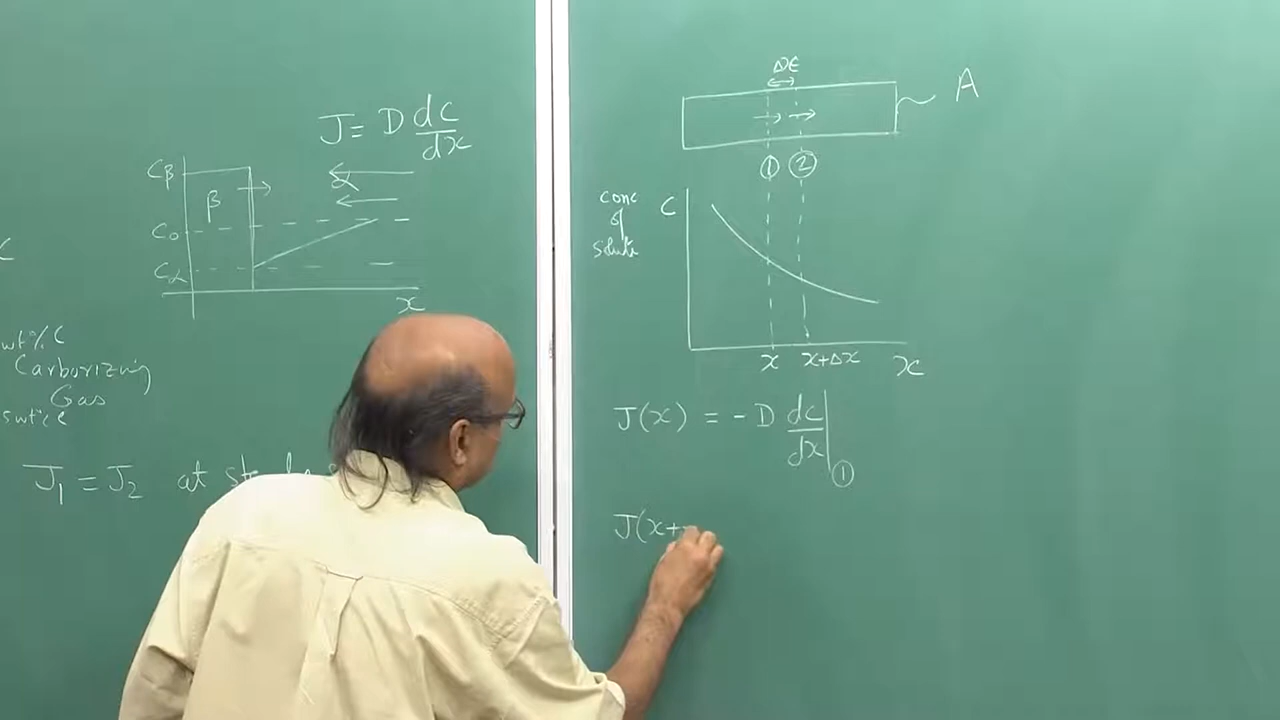 J = D dc/dx
Cβ
β
α
C₀
Cα
x
C
wt% C
Carborizing
Gas
J₁ = J₂ at
Δx
A
① ②
conc
of
solute
C
x x+Δx x
J(x) = -D dc/dx |①
J(x+